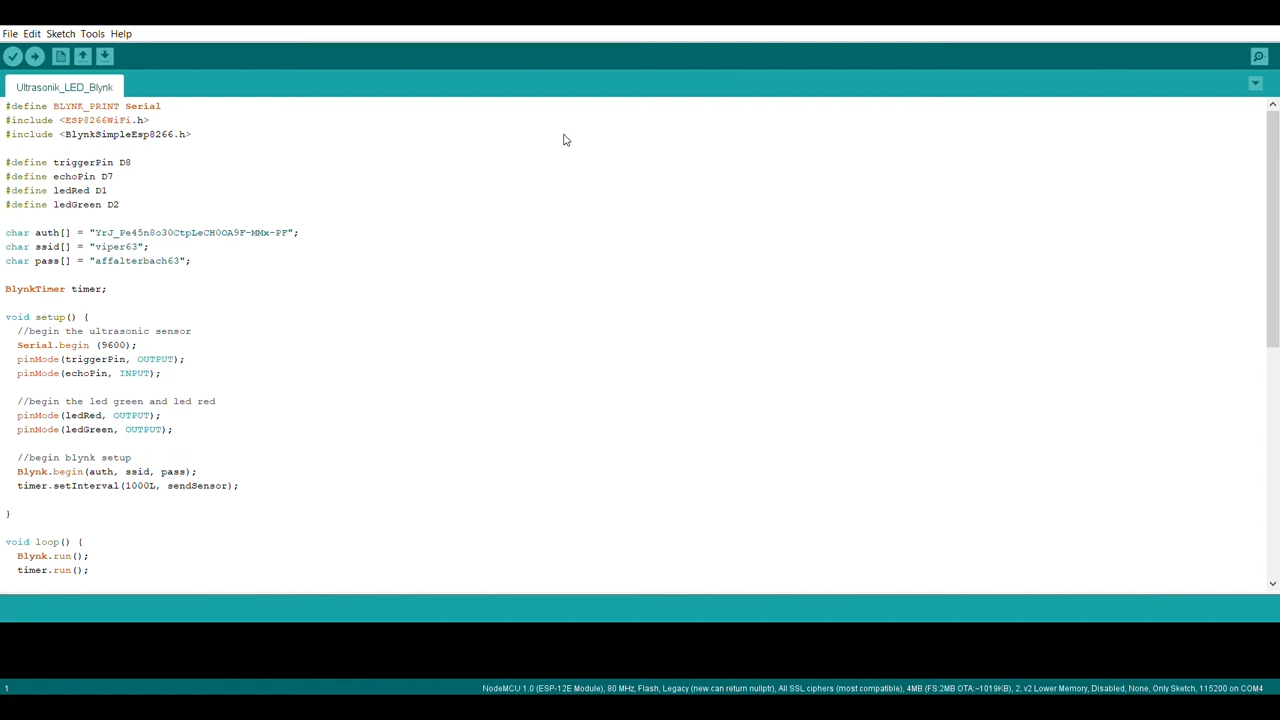 File Edit Sketch Tools Help
Ultrasonik_LED_Blynk
#define BLYNK_PRINT Serial
#include <ESP8266WiFi.h>
#include <BlynkSimpleEsp8266.h>
#define triggerPin D8
#define echoPin D7
#define ledRed D1
#define ledGreen D2
char auth[] = "YrJ_Pe45n8o30CtpLeCH0OA9F-MMx-PF";
char ssid[] = "viper63";
char pass[] = "affalterbach63";
BlynkTimer timer;
void setup() {
//begin the ultrasonic sensor
Serial.begin (9600);
pinMode(triggerPin, OUTPUT);
pinMode(echoPin, INPUT);
//begin the led green and led red
pinMode(ledRed, OUTPUT);
pinMode(ledGreen, OUTPUT);
//begin blynk setup
Blynk.begin(auth, ssid, pass);
timer.setInterval(1000L, sendSensor);
}
void loop() {
Blynk.run();
timer.run();
1
NodeMCU 1.0 (ESP-12E Module), 80 MHz, Flash, Legacy (new can return nullptr), All SSL ciphers (most compatible), 4MB (FS:2MB OTA:~1019KB), 2, v2 Lower Memory, Disabled, None, Only Sketch, 115200 on COM4